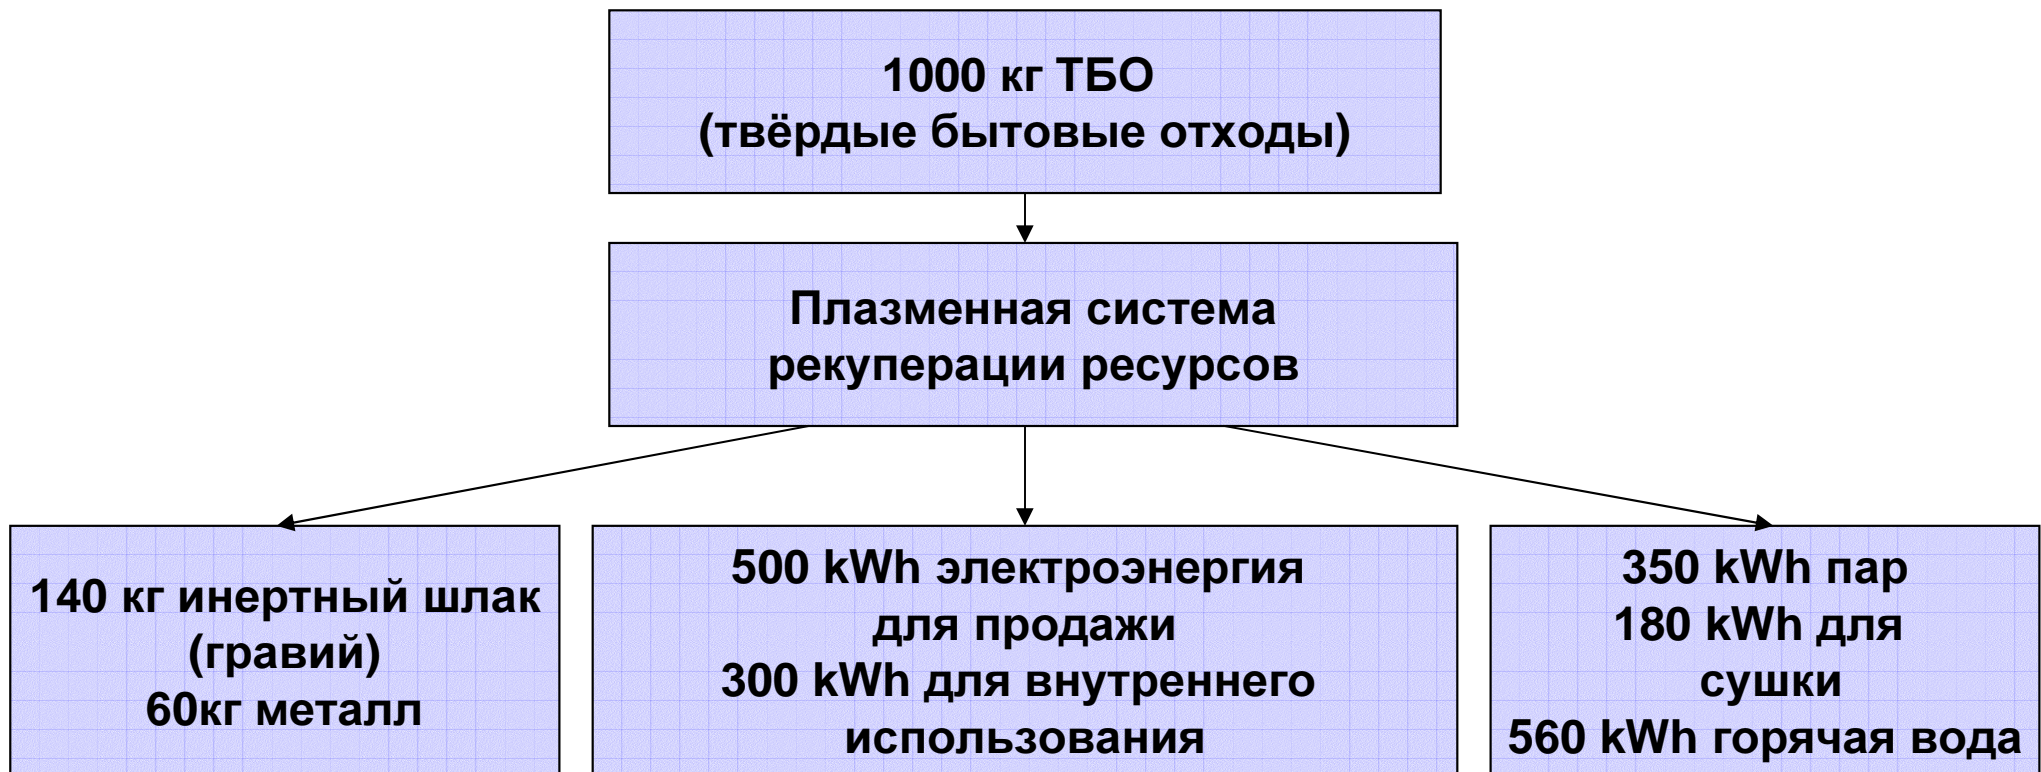 1000 кг ТБО
(твёрдые бытовые отходы)
Плазменная система
рекуперации ресурсов
140 кг инертный шлак
(гравий)
60кг металл
500 kWh электроэнергия
для продажи
300 kWh для внутреннего
использования
350 kWh пар
180 kWh для
сушки
560 kWh горячая вода